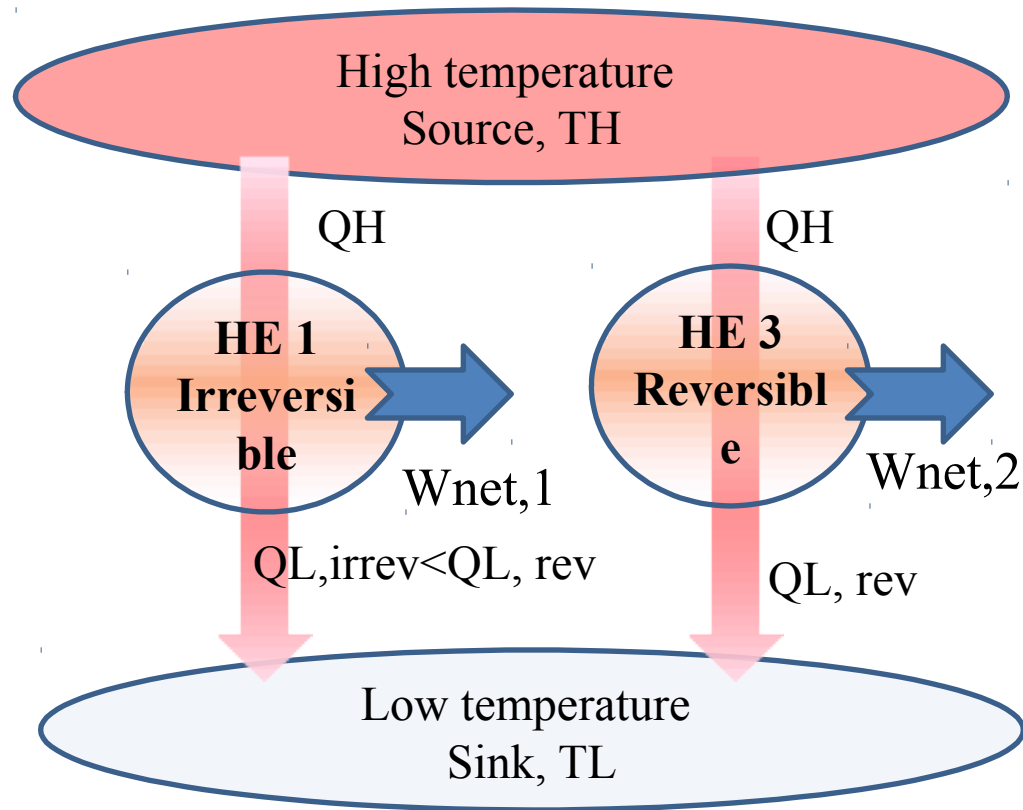 High temperature
Source, TH
QH
QH
HE 1
Irreversi
ble
HE 3
Reversibl
e
Wnet,1
Wnet,2
QL,irrev<QL, rev
QL, rev
Low temperature
Sink, TL